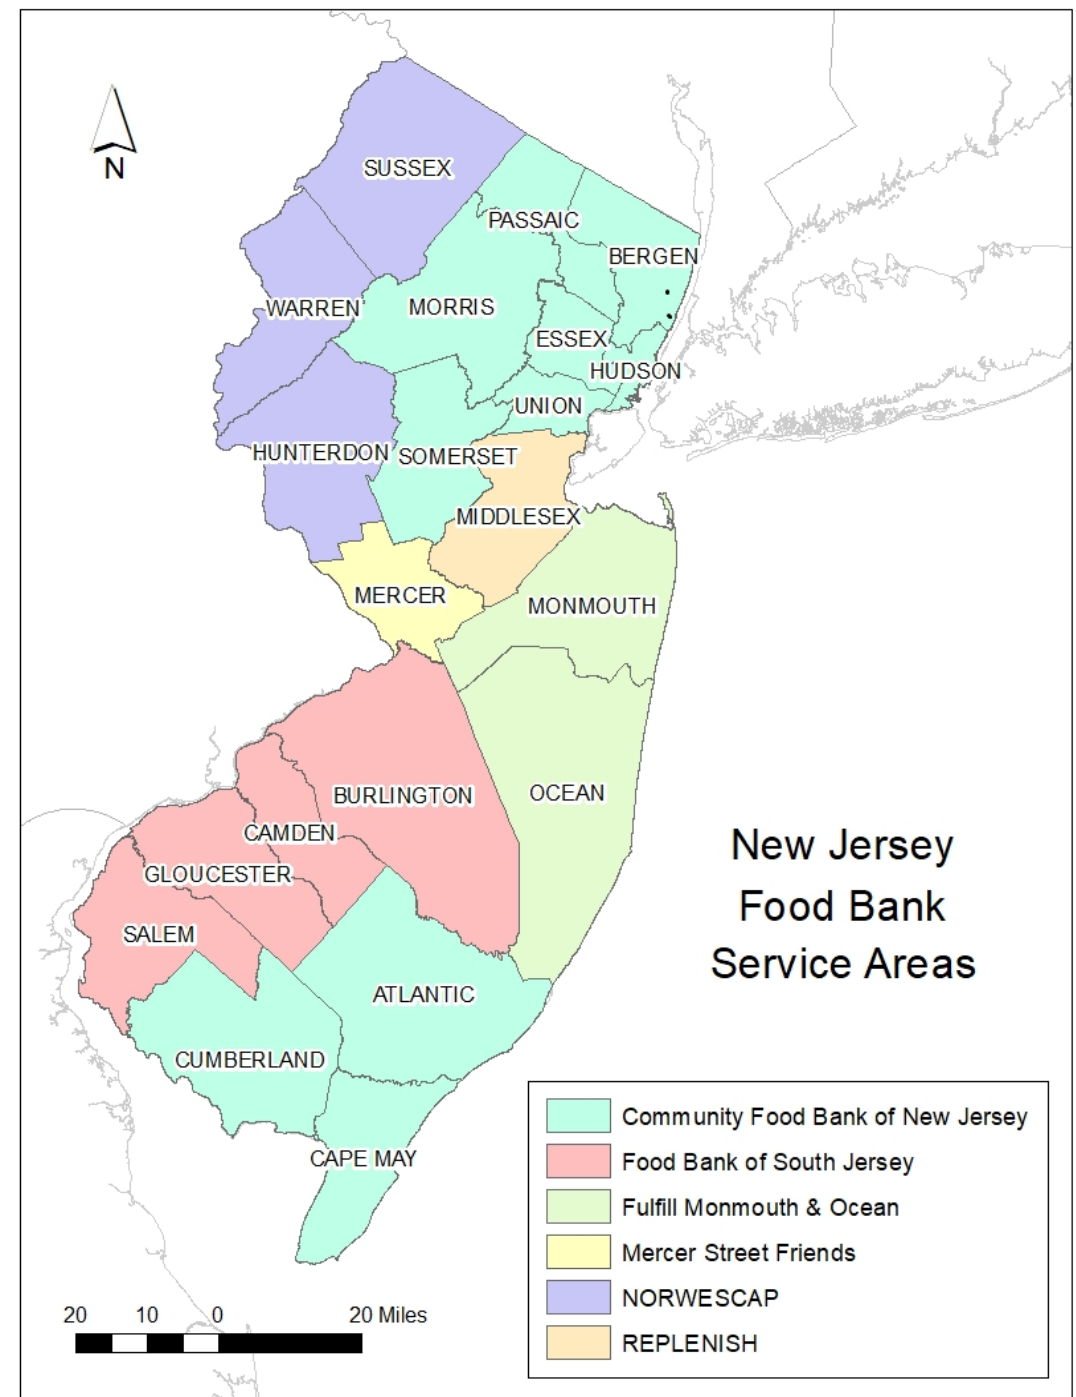 N
SUSSEX
PASSAIC
BERGEN
WARREN
MORRIS
ESSEX
HUDSON
UNION
HUNTERDON
SOMERSET
MIDDLESEX
MERCER
MONMOUTH
BURLINGTON
OCEAN
CAMDEN
GLOUCESTER
SALEM
ATLANTIC
CUMBERLAND
CAPE MAY
New Jersey
Food Bank
Service Areas
Community Food Bank of New Jersey
Food Bank of South Jersey
Fulfill Monmouth & Ocean
Mercer Street Friends
NORWESCAP
REPLENISH
20 10 0 20 Miles